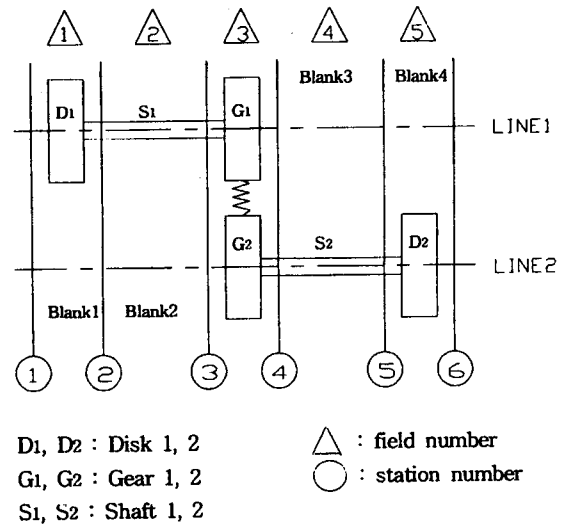 1 2 3 4 5
Blank3 Blank4
D1 S1 G1
LINE1
G2 S2 D2
LINE2
Blank1 Blank2
1 2 3 4 5 6
D1, D2 : Disk 1, 2
G1, G2 : Gear 1, 2
S1, S2 : Shaft 1, 2
: field number
: station number